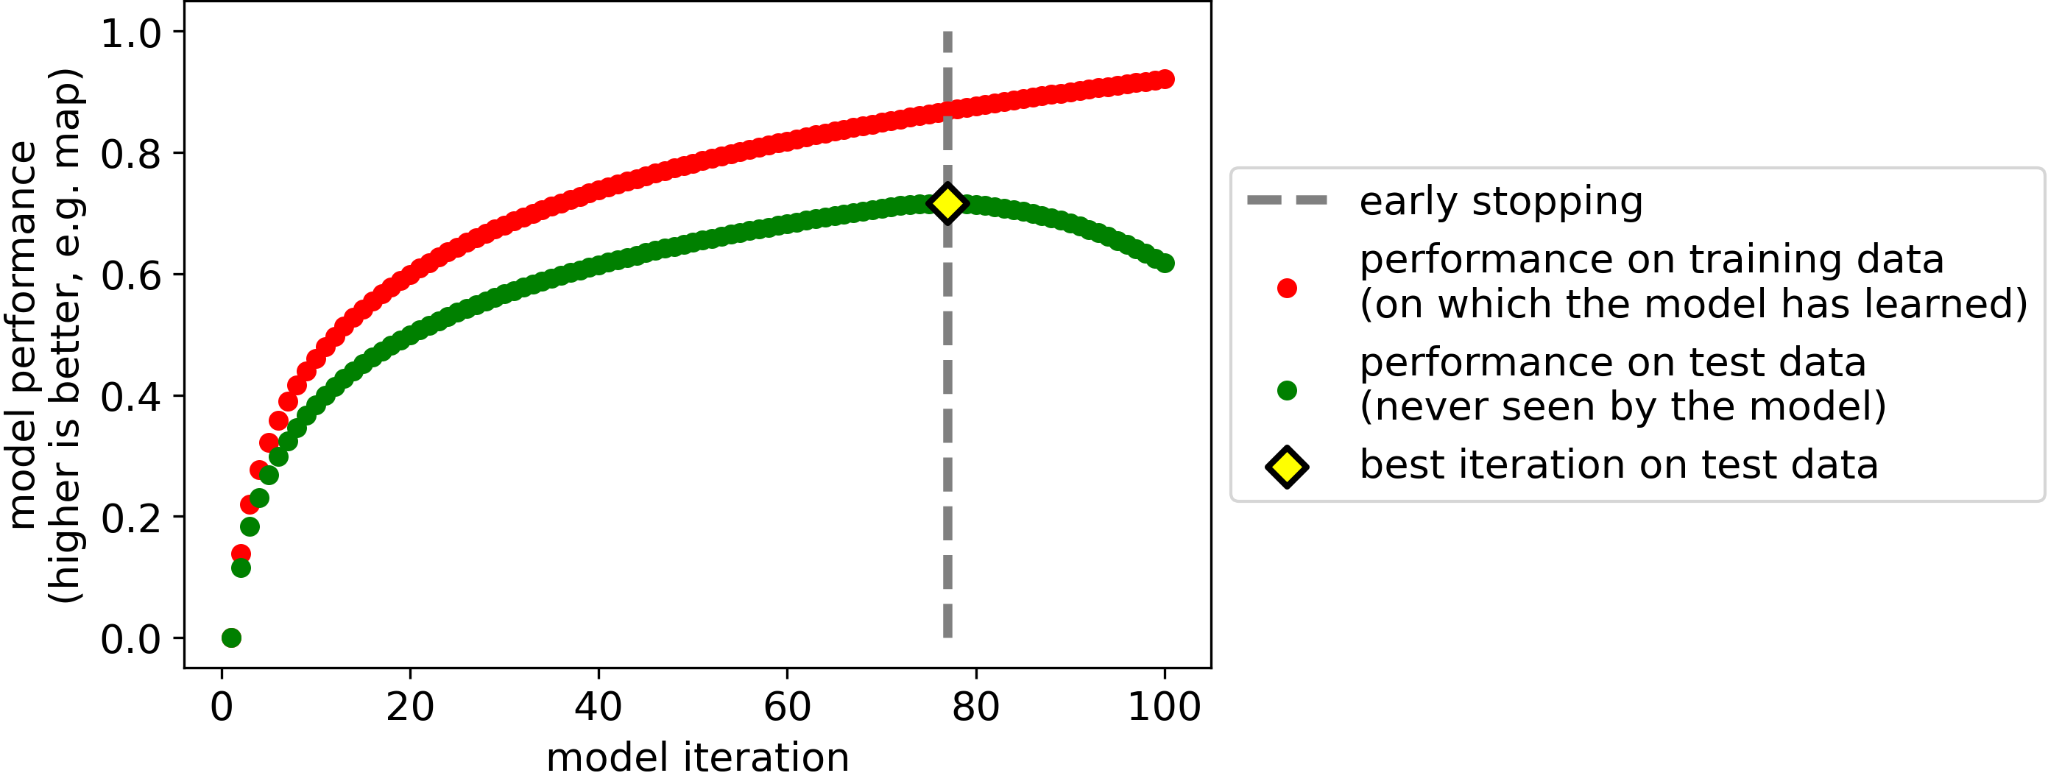 model performance
(higher is better, e.g. map)
1.0
0.8
0.6
0.4
0.2
0.0
0 20 40 60 80 100
model iteration
early stopping
performance on training data
(on which the model has learned)
performance on test data
(never seen by the model)
best iteration on test data